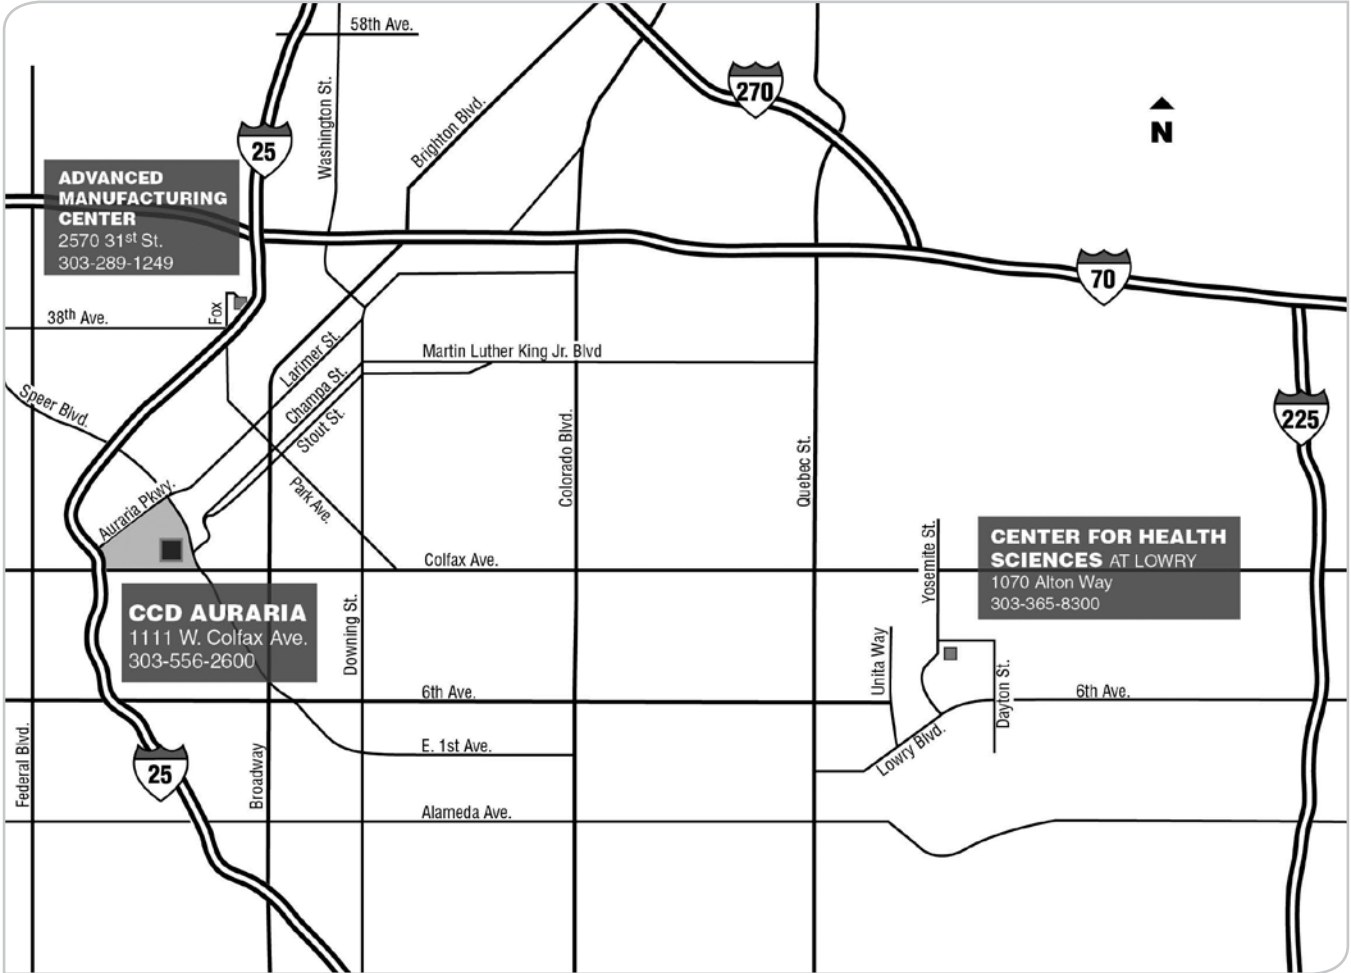 58th Ave.
Washington St.
Brighton Blvd.
270
N
25
ADVANCED
MANUFACTURING
CENTER
2570 31st St.
303-289-1249
70
Fox
38th Ave.
Larimer St.
Martin Luther King Jr. Blvd
Champa St.
Stout St.
Speer Blvd.
225
Colorado Blvd.
Quebec St.
Park Ave.
Auraria Pkwy.
Colfax Ave.
Yosemite St.
CENTER FOR HEALTH
SCIENCES AT LOWRY
1070 Alton Way
303-365-8300
CCD AURARIA
1111 W. Colfax Ave.
303-556-2600
Downing St.
Unita Way
Dayton St.
6th Ave.
6th Ave.
Federal Blvd.
Broadway
E. 1st Ave.
Lowry Blvd.
25
Alameda Ave.